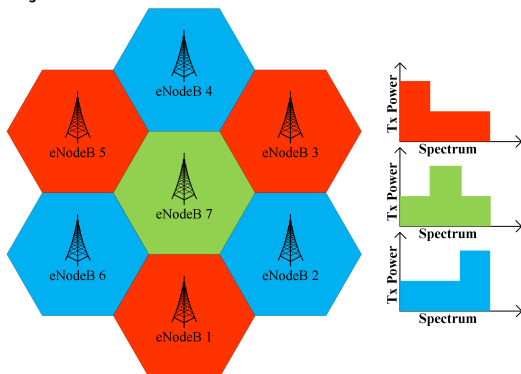 eNodeB 4
eNodeB 5
eNodeB 3
eNodeB 7
eNodeB 6
eNodeB 2
eNodeB 1
Tx Power
Spectrum
Tx Power
Spectrum
Tx Power
Spectrum